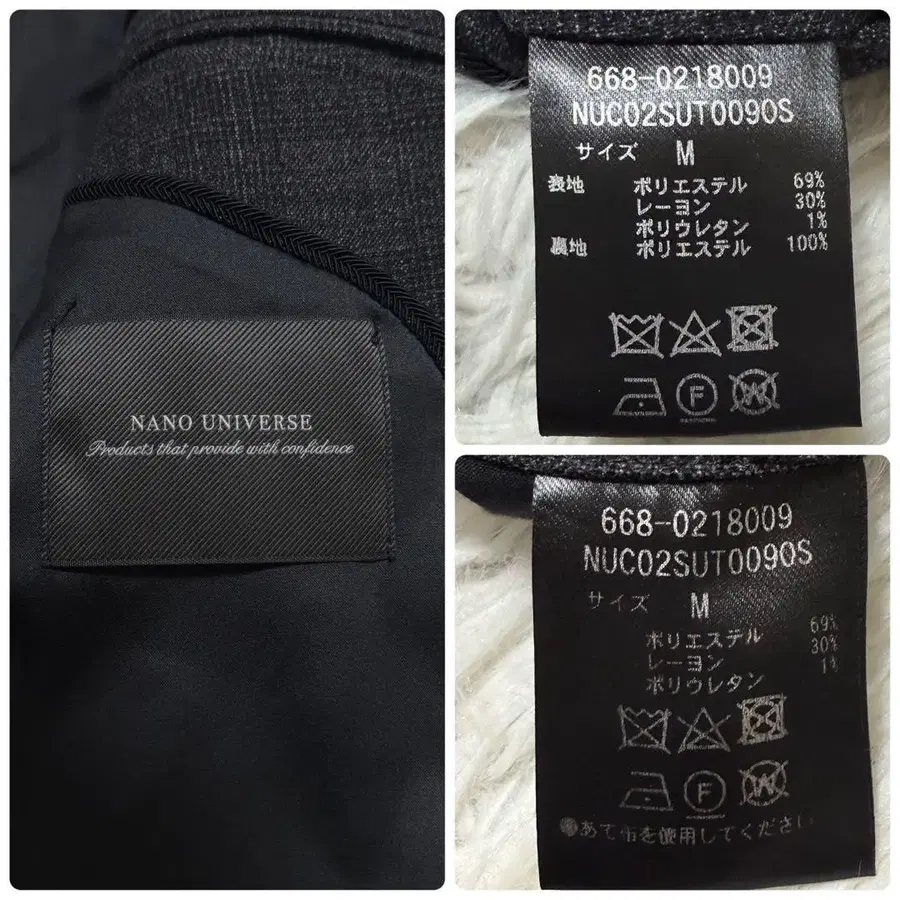 NANO UNIVERSE
Products that provide with confidence
668-0218009
NUC02SUT0090S
サイズ M
表地 ポリエステル 69%
レーヨン 30%
ポリウレタン 1%
裏地 ポリエステル 100%
F
W
668-0218009
NUC02SUT0090S
サイズ M
ポリエステル 69%
レーヨン 30%
ポリウレタン 1%
F
W
●あて布を使用してください